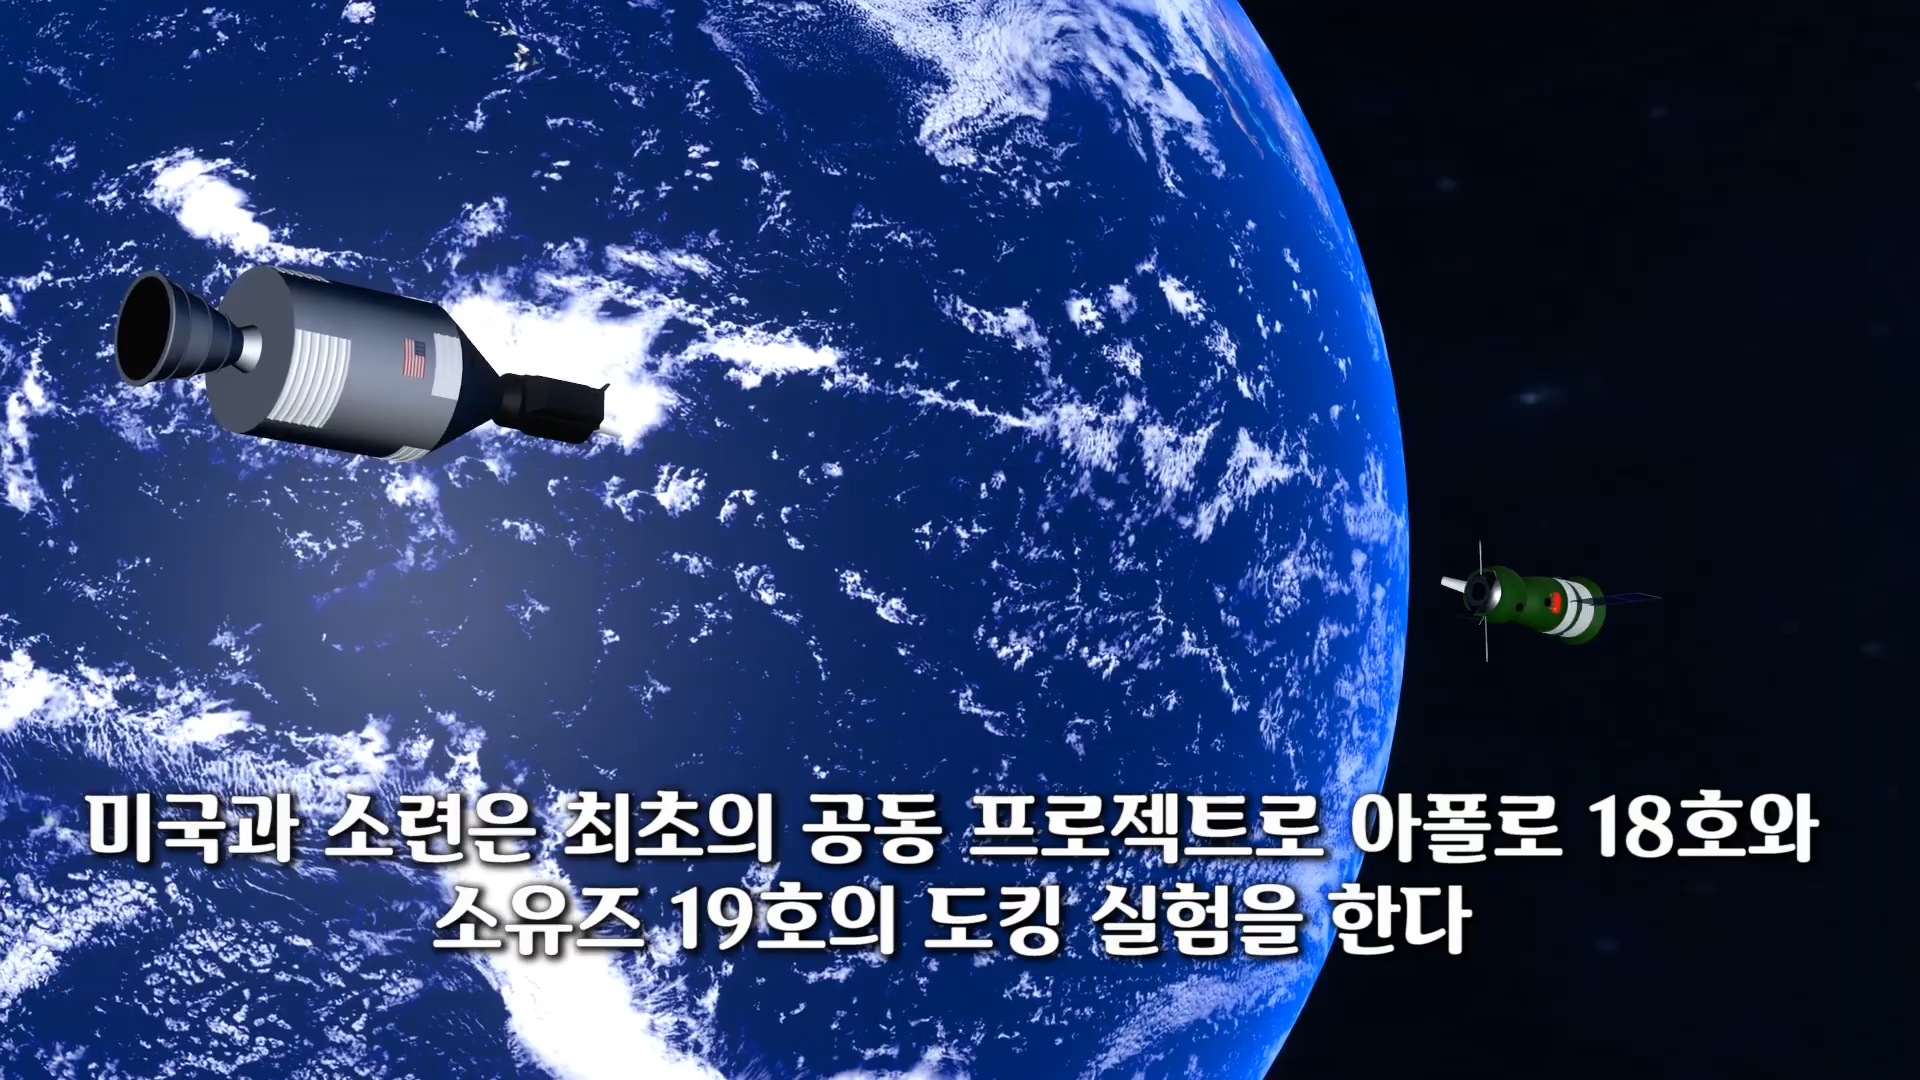 미국과 소련은 최초의 공동 프로젝트로 아폴로 18호와
소유즈 19호의 도킹 실험을 한다